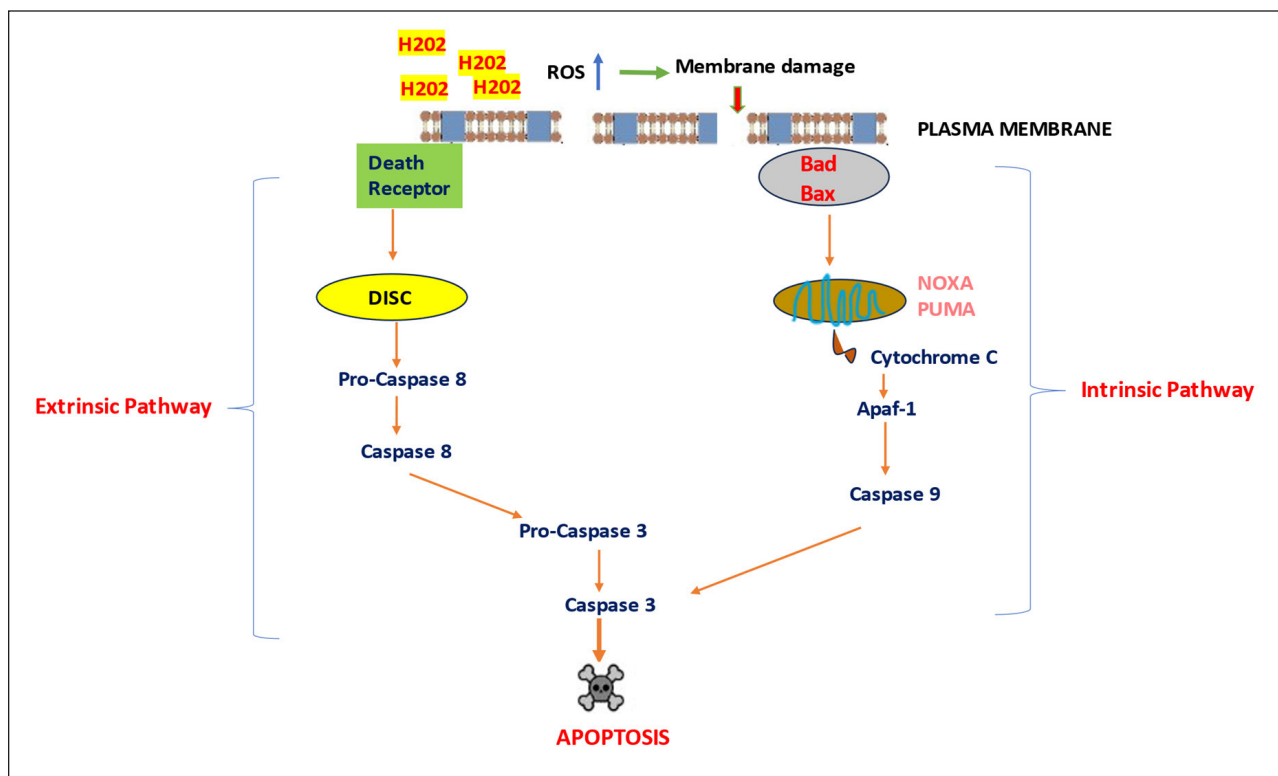 H202
H202
H202
H202
ROS
Membrane damage
PLASMA MEMBRANE
Death
Receptor
Bad
Bax
DISC
NOXA
PUMA
Cytochrome C
Pro-Caspase 8
Apaf-1
Extrinsic Pathway
Intrinsic Pathway
Caspase 8
Caspase 9
Pro-Caspase 3
Caspase 3
APOPTOSIS